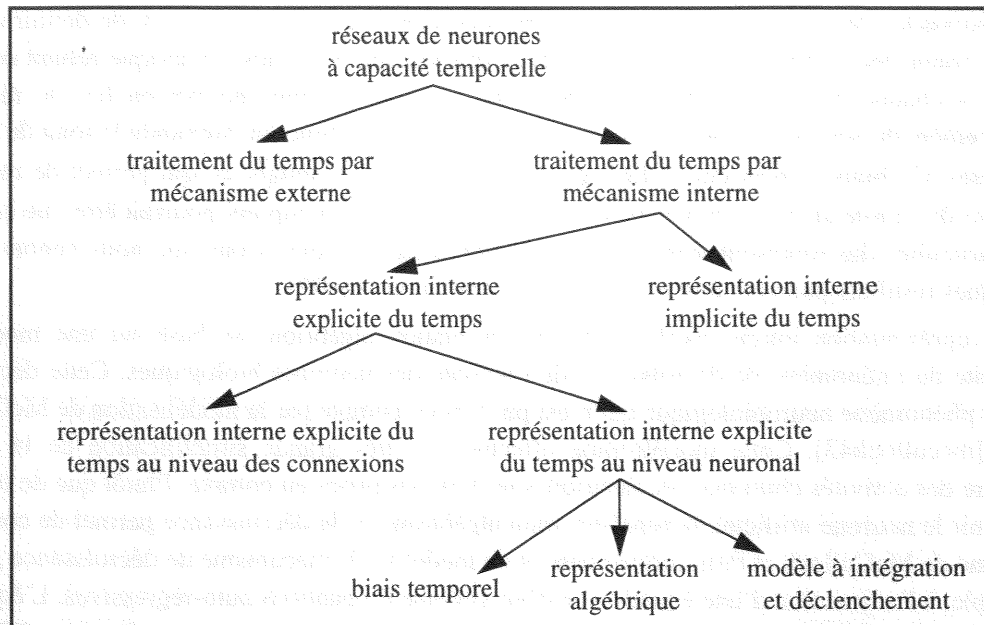 réseaux de neurones
à capacité temporelle
traitement du temps par
mécanisme externe
traitement du temps par
mécanisme interne
représentation interne
explicite du temps
représentation interne
implicite du temps
représentation interne explicite du
temps au niveau des connexions
représentation interne explicite
du temps au niveau neuronal
biais temporel
représentation
algébrique
modèle à intégration
et déclenchement